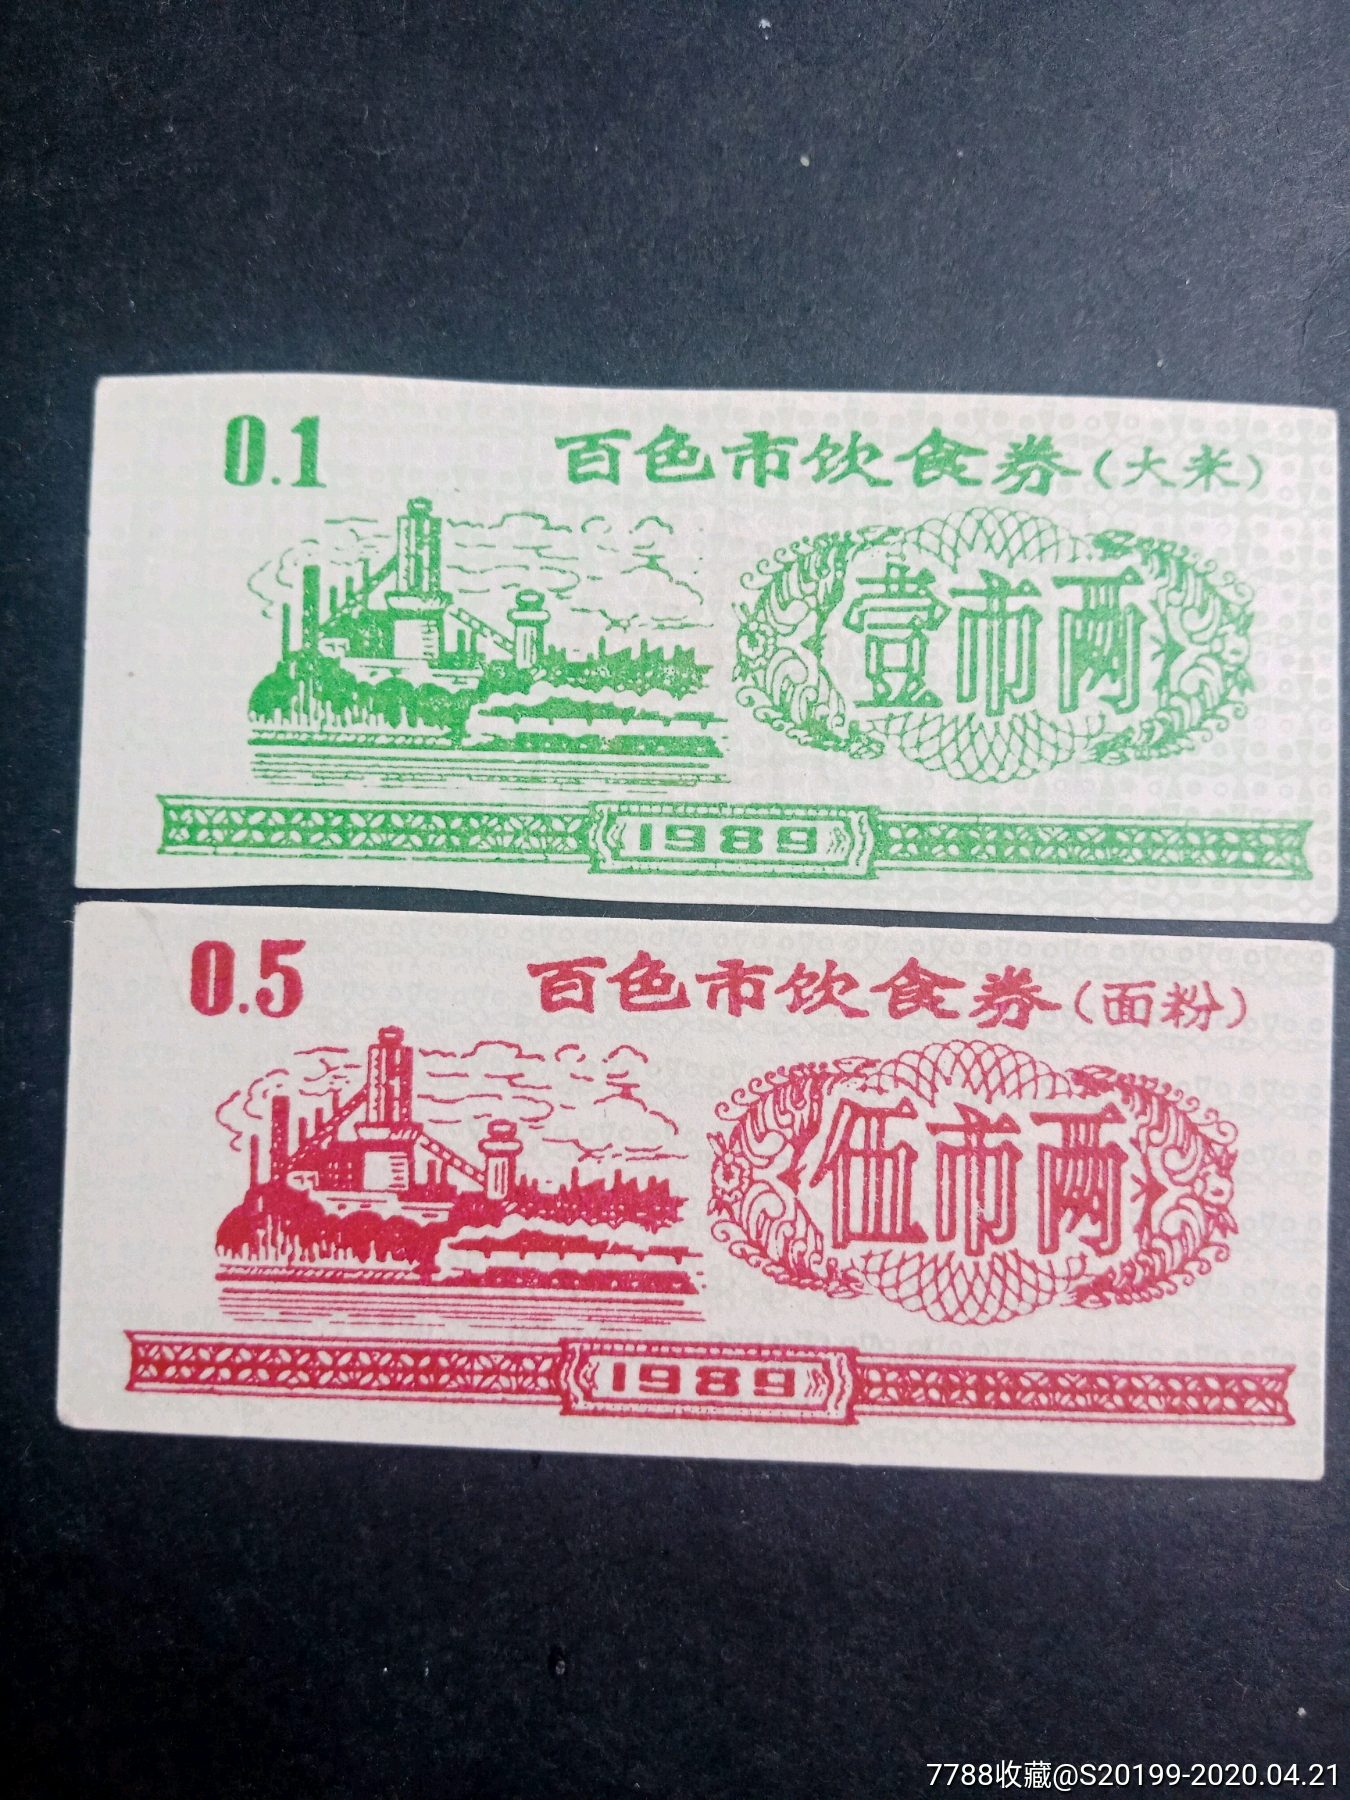 0.1
百色市饮食券(大米)
壹市两
1989
0.5
百色市饮食券(面粉)
伍市两
1989
7788收藏@S20199-2020.04.21